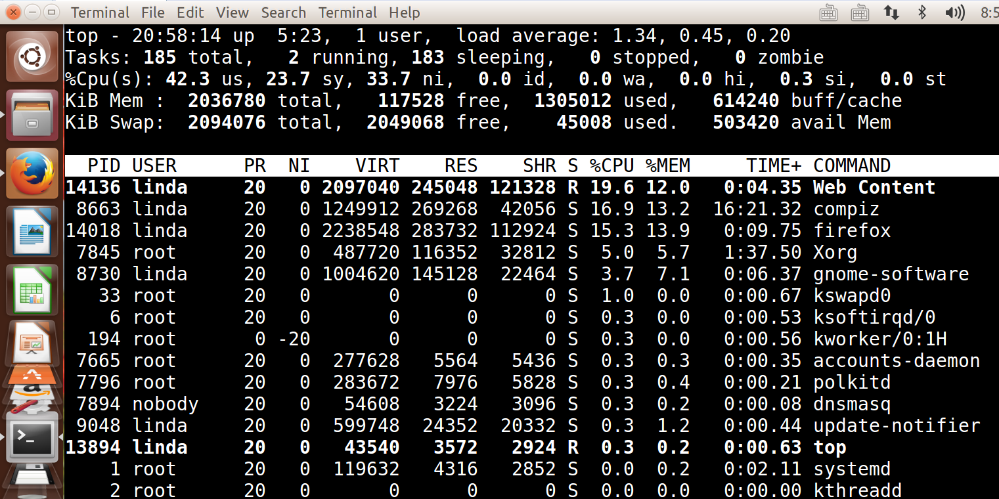 Terminal File Edit View Search Terminal Help 8:5
top - 20:58:14 up  5:23,  1 user,  load average: 1.34, 0.45, 0.20
Tasks: 185 total,   2 running, 183 sleeping,   0 stopped,   0 zombie
%Cpu(s): 42.3 us, 23.7 sy, 33.7 ni,  0.0 id,  0.0 wa,  0.0 hi,  0.3 si,  0.0 st
KiB Mem :  2036780 total,   117528 free,  1305012 used,   614240 buff/cache
KiB Swap:  2094076 total,  2049068 free,    45008 used.   503420 avail Mem
  PID USER      PR  NI    VIRT    RES    SHR S %CPU %MEM     TIME+ COMMAND
14136 linda     20   0 2097040 245048 121328 R 19.6 12.0   0:04.35 Web Content
 8663 linda     20   0 1249912 269268  42056 S 16.9 13.2  16:21.32 compiz
14018 linda     20   0 2238548 283732 112924 S 15.3 13.9   0:09.75 firefox
 7845 root      20   0  487720 116352  32812 S  5.0  5.7   1:37.50 Xorg
 8730 linda     20   0 1004620 145128  22464 S  3.7  7.1   0:06.37 gnome-software
   33 root      20   0       0      0      0 S  1.0  0.0   0:00.67 kswapd0
    6 root      20   0       0      0      0 S  0.3  0.0   0:00.53 ksoftirqd/0
  194 root       0 -20       0      0      0 S  0.3  0.0   0:00.56 kworker/0:1H
 7665 root      20   0  277628   5564   5436 S  0.3  0.3   0:00.35 accounts-daemon
 7796 root      20   0  283672   7976   5828 S  0.3  0.4   0:00.21 polkitd
 7894 nobody    20   0   54608   3224   3096 S  0.3  0.2   0:00.08 dnsmasq
 9048 linda     20   0  599748  24352  20332 S  0.3  1.2   0:00.44 update-notifier
13894 linda     20   0   43540   3572   2924 R  0.3  0.2   0:00.63 top
    1 root      20   0  119632   4316   2852 S  0.0  0.2   0:02.11 systemd
    2 root      20   0       0      0      0 S  0.0  0.0   0:00.00 kthreadd